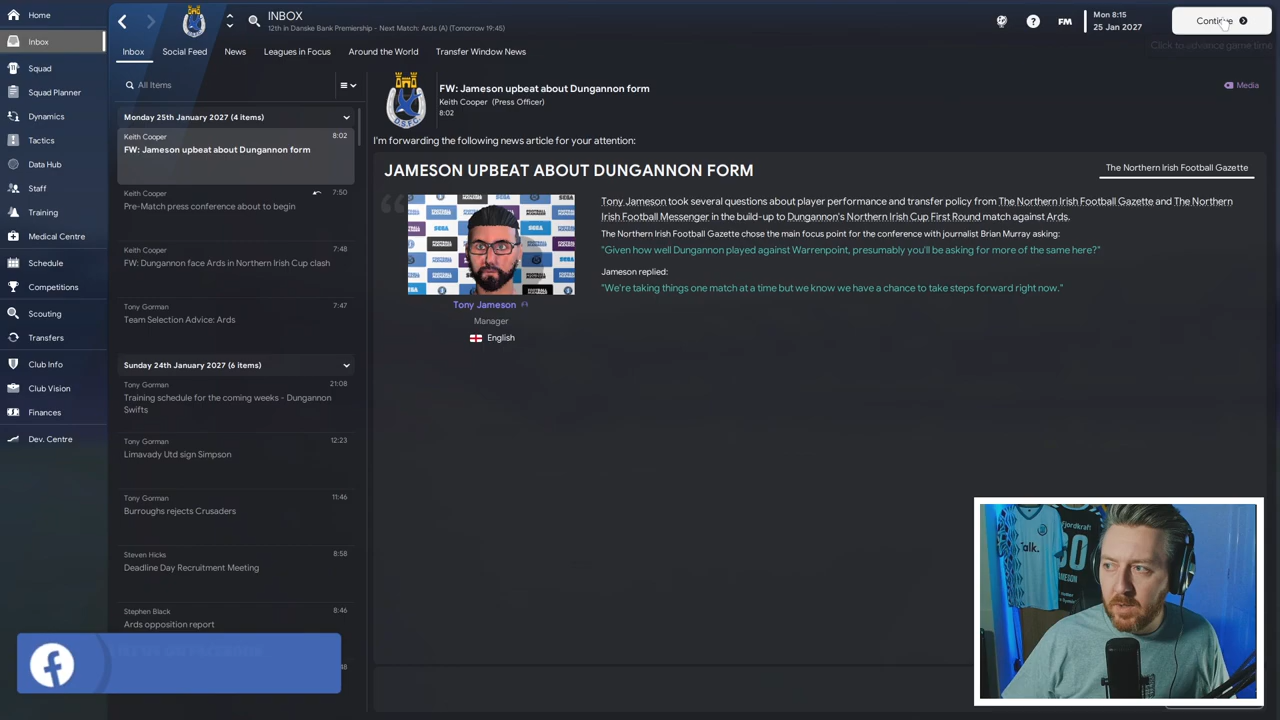 INBOX
12th in Danske Bank Premiership - Next Match: Ards (A) (Tomorrow 19:45)
FM
Mon 8:15
25 Jan 2027
Continue
Click to advance game time
Home
Inbox
Squad
Squad Planner
Dynamics
Tactics
Data Hub
Staff
Training
Medical Centre
Schedule
Competitions
Scouting
Transfers
Club Info
Club Vision
Finances
Dev. Centre
Inbox
Social Feed
News
Leagues in Focus
Around the World
Transfer Window News
All Items
Monday 25th January 2027 (4 items)
Keith Cooper 8:02
FW: Jameson upbeat about Dungannon form
Keith Cooper 7:50
Pre-Match press conference about to begin
Keith Cooper 7:48
FW: Dungannon face Ards in Northern Irish Cup clash
Tony Gorman 7:47
Team Selection Advice: Ards
Sunday 24th January 2027 (6 items)
Tony Gorman 21:08
Training schedule for the coming weeks - Dungannon
Swifts
Tony Gorman 12:23
Limavady Utd sign Simpson
Tony Gorman 11:46
Burroughs rejects Crusaders
Steven Hicks 8:58
Deadline Day Recruitment Meeting
Stephen Black 8:46
Ards opposition report
FW: Jameson upbeat about Dungannon form
Keith Cooper (Press Officer)
8:02
Media
I'm forwarding the following news article for your attention:
JAMESON UPBEAT ABOUT DUNGANNON FORM
The Northern Irish Football Gazette
Tony Jameson took several questions about player performance and transfer policy from The Northern Irish Football Gazette and The Northern
Irish Football Messenger in the build-up to Dungannon's Northern Irish Cup First Round match against Ards.
The Northern Irish Football Gazette chose the main focus point for the conference with journalist Brian Murray asking:
"Given how well Dungannon played against Warrenpoint, presumably you'll be asking for more of the same here?"
Jameson replied:
"We're taking things one match at a time but we know we have a chance to take steps forward right now."
Tony Jameson
Manager
English